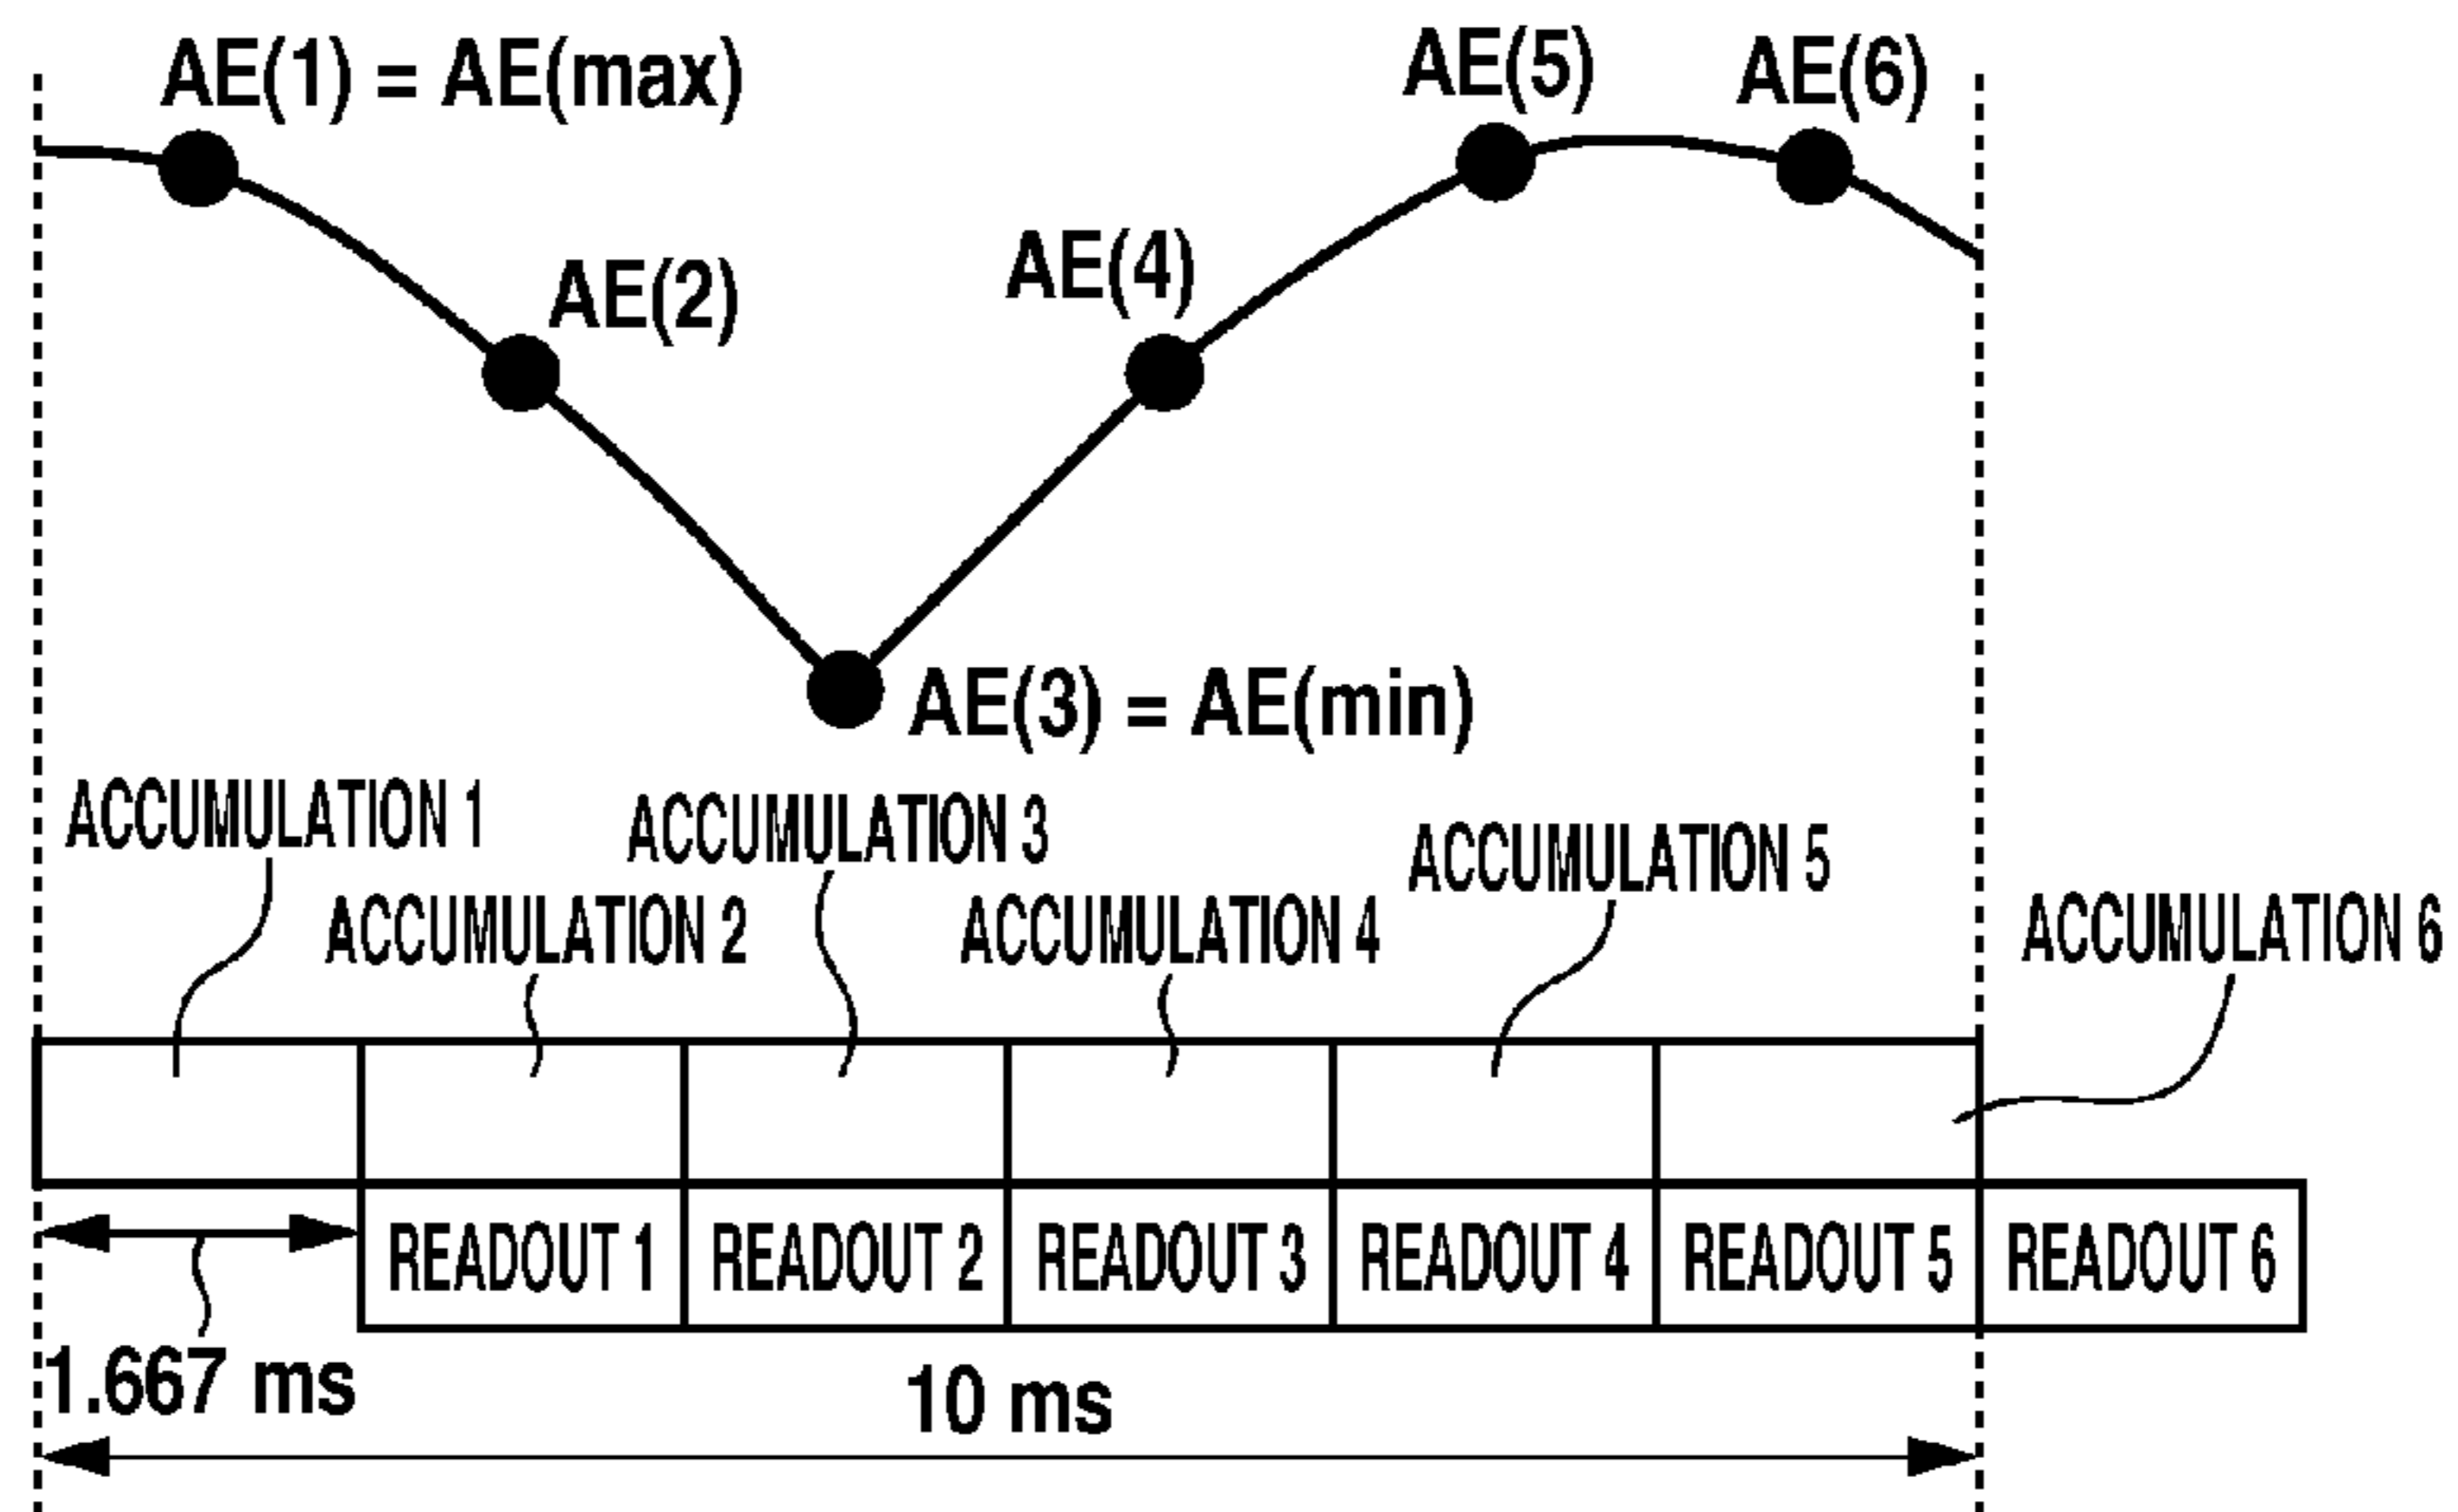 AE(1) = AE(max)
AE(5)
AE(6)
AE(2)
AE(4)
AE(3) = AE(min)
ACCUMULATION 1
ACCUMULATION 3
ACCUMULATION 5
ACCUMULATION 2
ACCUMULATION 4
ACCUMULATION 6
READOUT 1
READOUT 2
READOUT 3
READOUT 4
READOUT 5
READOUT 6
1.667 ms
10 ms